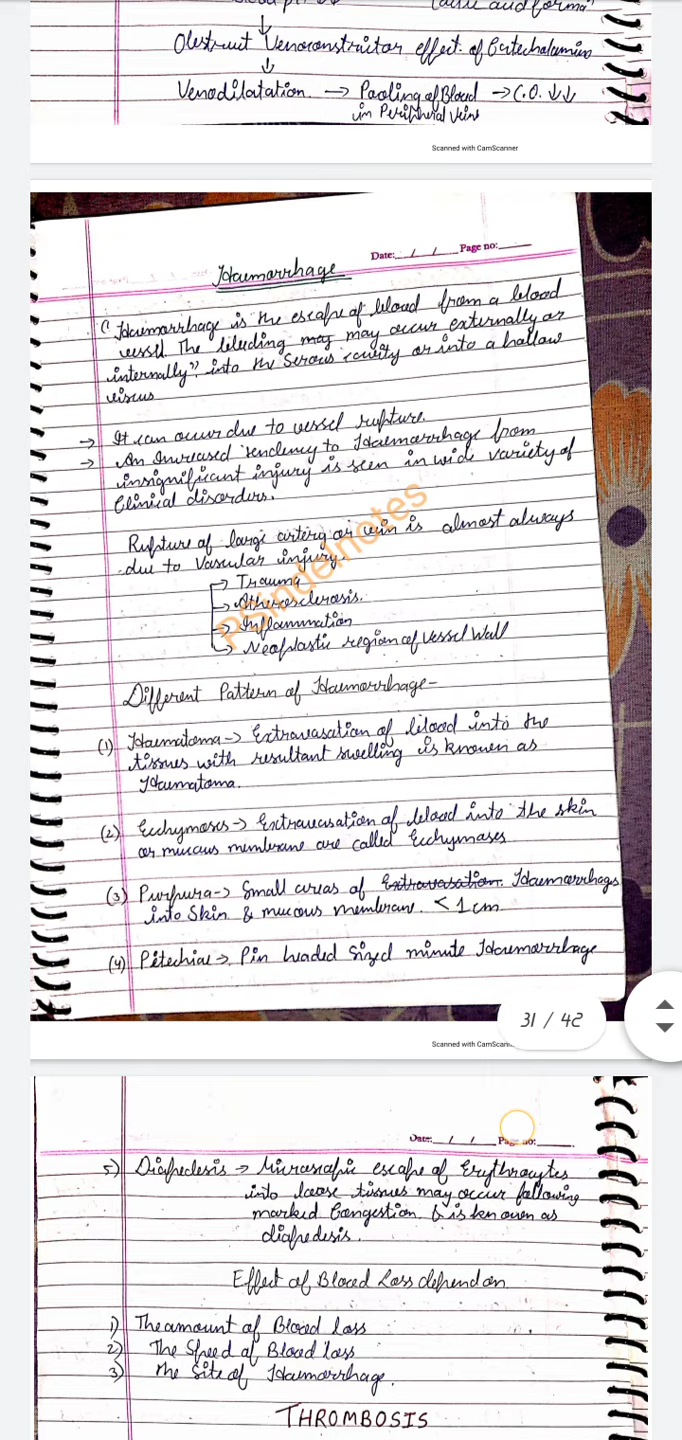 Obstruct Venoconstrictor effect of Catecholamine
↓
Venodilatation → Pooling of Blood → C.O. ↓↓
in Peripheral Veins
Scanned with CamScanner
Date: / / Page no:
Haemorrhage
"Haemorrhage is the escape of blood from a blood
vessel. The bleeding may may occur externally or
internally" into the Serous cavity or into a hallow
viscus
→ It can occur due to vessel rupture.
→ An Increased tendency to Haemorrhage from
insignificant injury is seen in wide variety of
Clinical disorders.
Rupture of large artery or vein is almost always
due to Vascular injury.
→ Trauma
→ Atherosclerosis.
→ Inflammation
→ Neoplastic region of Vessel Wall
PSindelnotes
Different Pattern of Haemorrhage-
(1) Haematoma → Extravasation of blood into the
tissues with resultant swelling is known as
Haematoma.
(2) Ecchymoses → Extravasation of blood into the skin
or mucous membrane are called Ecchymoses
(3) Purpura → Small areas of Extravasation Haemorrhages
into Skin & mucous membrane. < 1 cm
(4) Petechiae → Pin headed Sized minute Haemorrhage
31 / 42
Scanned with CamScan
Date: / / Page no:
5) Diapedesis → Microscopic escape of Erythrocytes
into loose tissues may occur following
marked Congestion & is known as
diapedesis.
Effect of Blood Loss depend on
1) The amount of Blood loss
2) The Speed of Blood loss
3) The Site of Haemorrhage.
THROMBOSIS